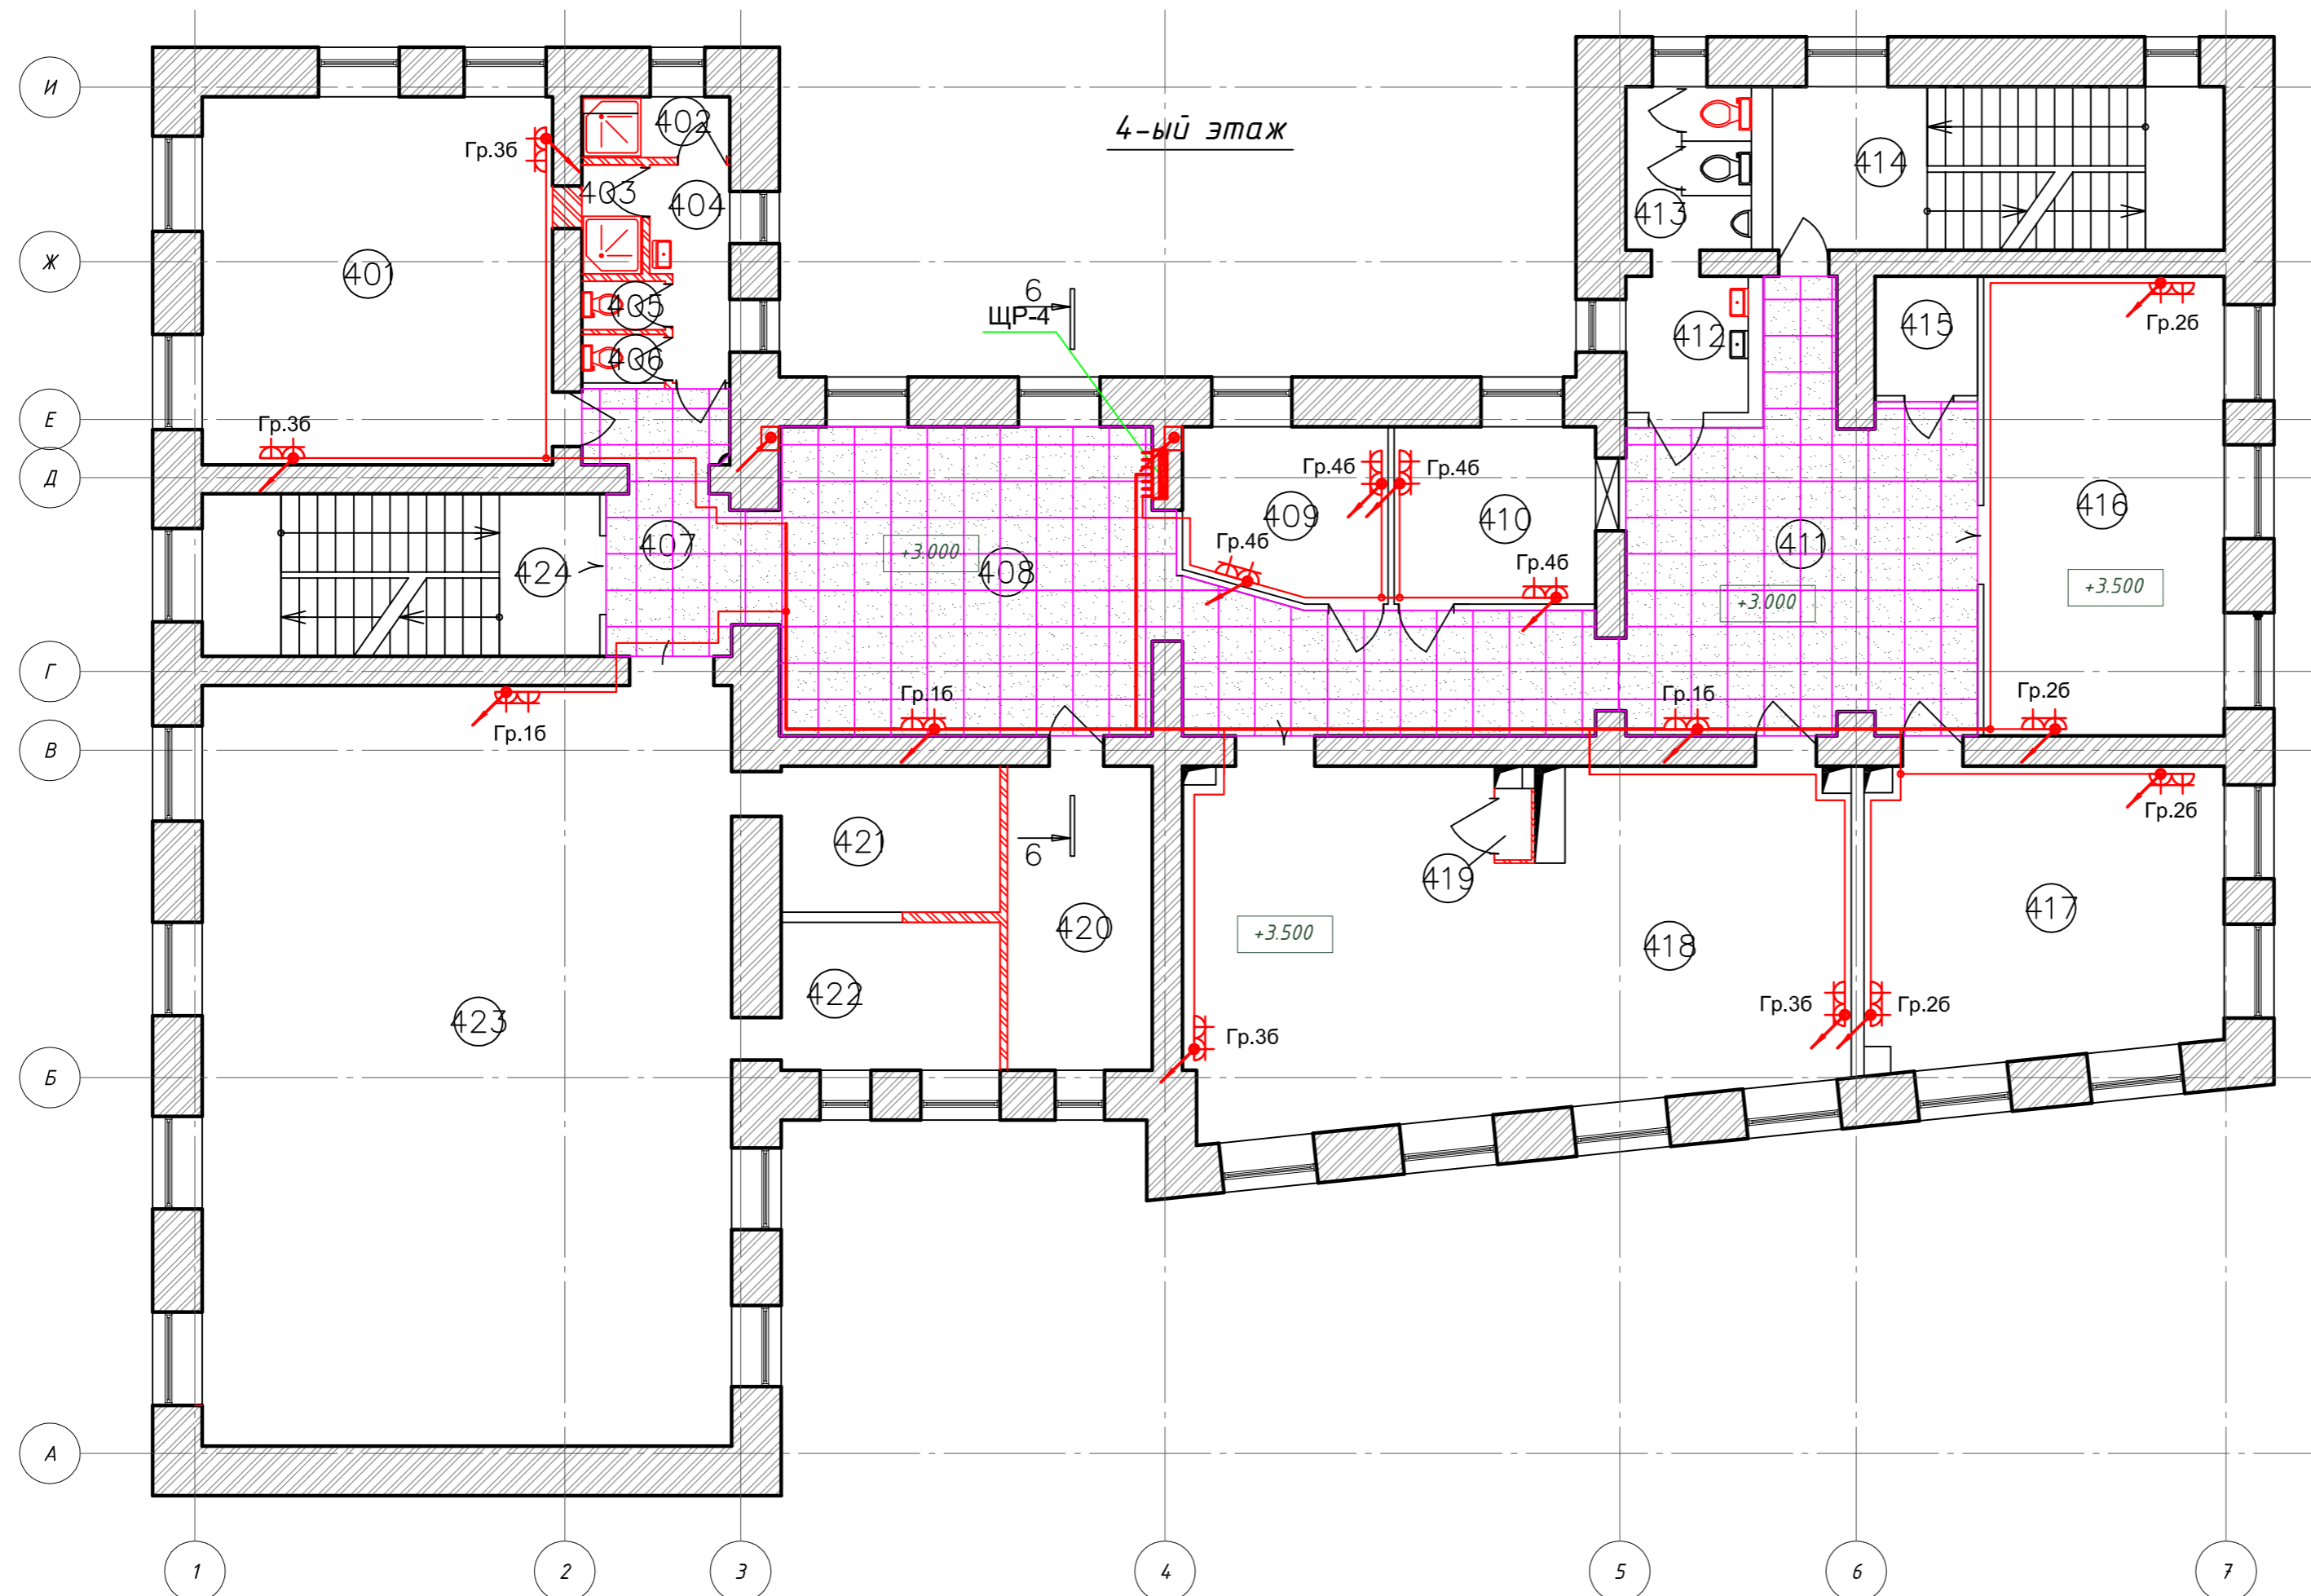 4-ый этаж
И
Ж
Е
Д
Г
В
Б
А
Гр.3б
402
403
404
401
405
406
6
ЩР-4
413
414
412
415
Гр.2б
Гр.3б
Гр.4б
Гр.4б
409
410
416
407
424
+3.000
408
Гр.4б
Гр.4б
411
+3.000
+3.500
Гр.1б
Гр.1б
Гр.1б
Гр.2б
421
6
419
Гр.2б
420
+3.500
418
417
422
423
Гр.3б
Гр.3б
Гр.2б
1
2
3
4
5
6
7